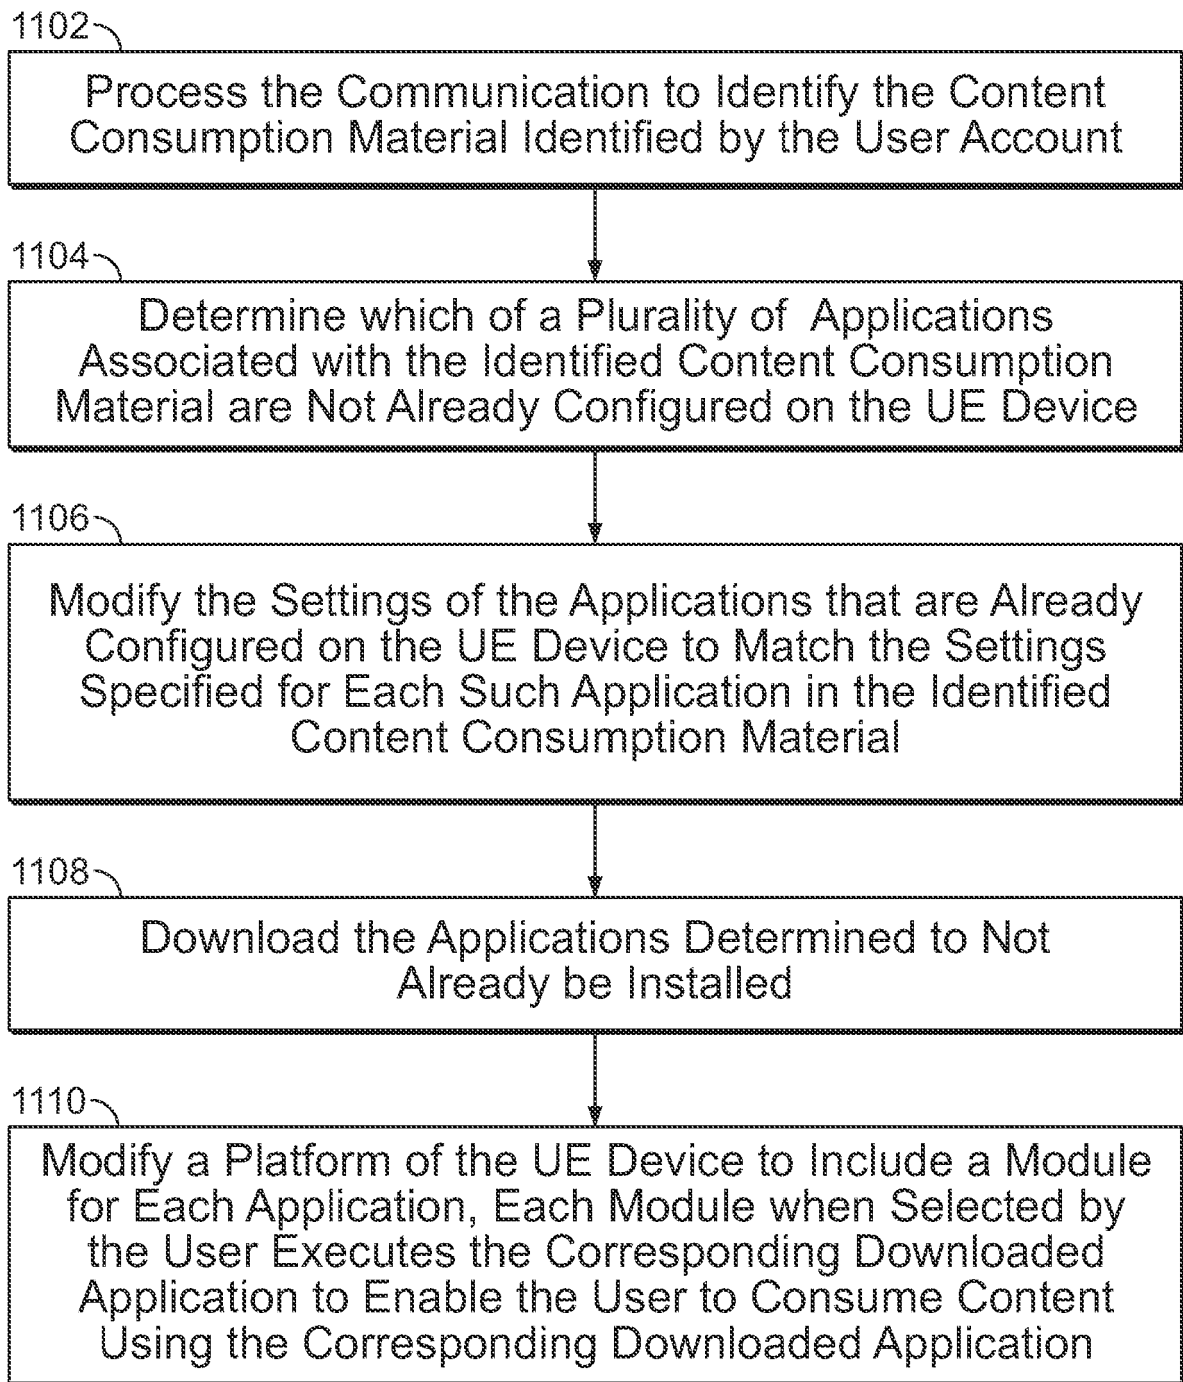 1102
Process the Communication to Identify the Content
Consumption Material Identified by the User Account
1104
Determine which of a Plurality of Applications
Associated with the Identified Content Consumption
Material are Not Already Configured on the UE Device
1106
Modify the Settings of the Applications that are Already
Configured on the UE Device to Match the Settings
Specified for Each Such Application in the Identified
Content Consumption Material
1108
Download the Applications Determined to Not
Already be Installed
1110
Modify a Platform of the UE Device to Include a Module
for Each Application, Each Module when Selected by
the User Executes the Corresponding Downloaded
Application to Enable the User to Consume Content
Using the Corresponding Downloaded Application